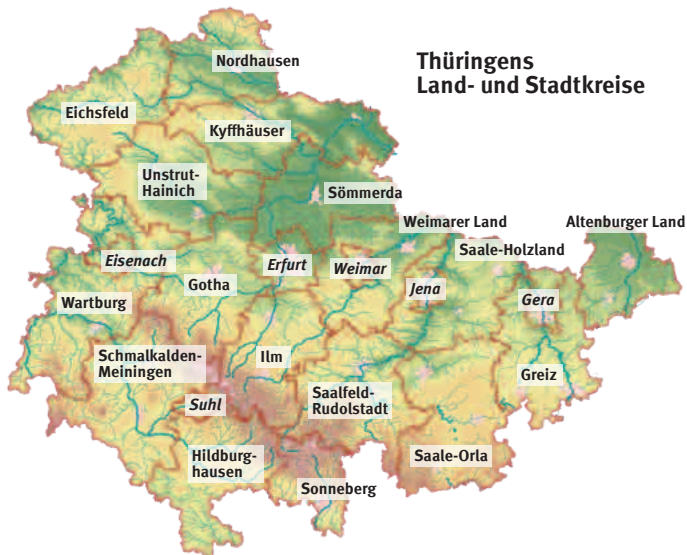 Thüringens
Land- und Stadtkreise
Nordhausen
Eichsfeld
Kyffhäuser
Unstrut-
Hainich
Sömmerda
Weimarer Land
Altenburger Land
Saale-Holzland
Eisenach
Erfurt
Weimar
Gotha
Jena
Gera
Wartburg
Schmalkalden-
Meiningen
Ilm
Greiz
Saalfeld-
Rudolstadt
Suhl
Hildburg-
hausen
Saale-Orla
Sonneberg